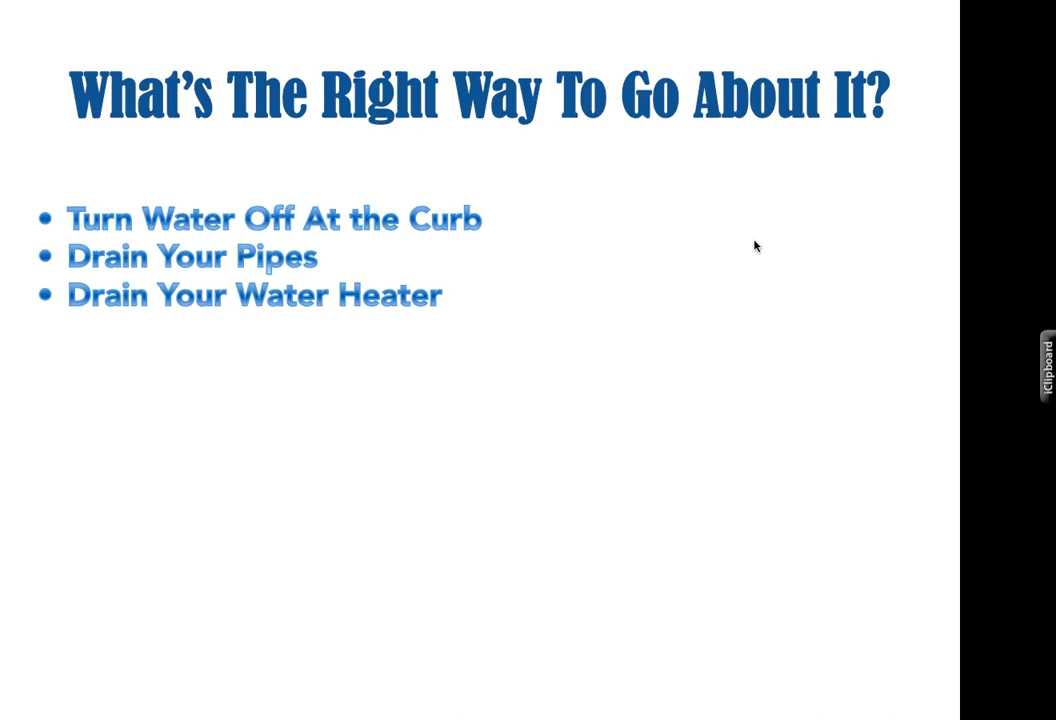 What's The Right Way To Go About It?
• Turn Water Off At the Curb
• Drain Your Pipes
• Drain Your Water Heater
iClipboard